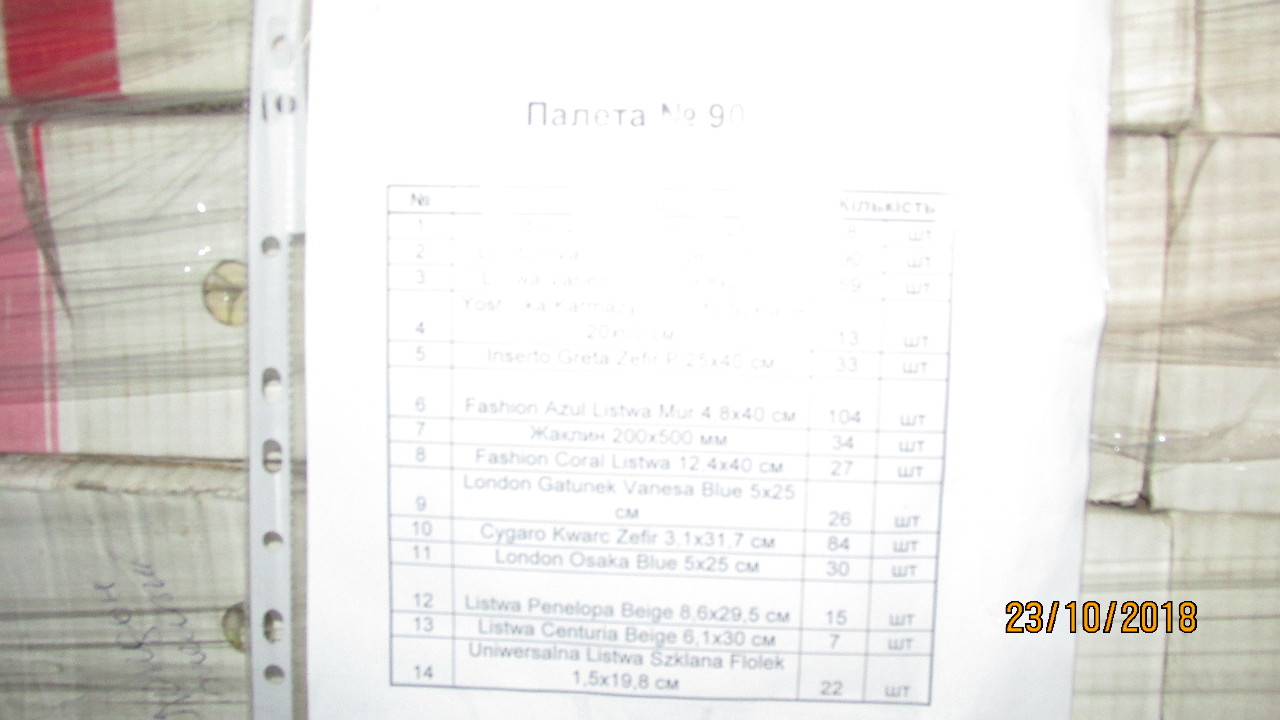 Палета № 90
№ Кількість
1 8 шт
2 шт
3 59 шт
4 20x60 см 13 шт
5 Inserto Greta Zefir P 25x40 см 33 шт
6 Fashion Azul Listwa Mur 4.8x40 см 104 шт
7 Жаклин 200x500 мм 34 шт
8 Fashion Coral Listwa 12,4x40 см 27 шт
London Gatunek Vanesa Blue 5x25
9 см 26 шт
10 Cygaro Kwarc Zefir 3,1x31,7 см 84 шт
11 London Osaka Blue 5x25 см 30 шт
12 Listwa Penelopa Beige 8,6x29,5 см 15 шт
13 Listwa Centuria Beige 6,1x30 см 7 шт
Uniwersalna Listwa Szklana Fiolek
14 1,5x19,8 см 22 шт
23/10/2018